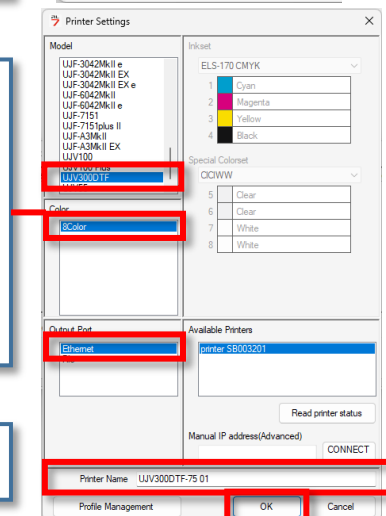 Printer Settings
Model
UJF-3042MkII e
UJF-3042MkII EX
UJF-3042MkII EX e
UJF-6042MkII
UJF-6042MkII e
UJF-7151
UJF-7151plus II
UJF-A3MkII
UJF-A3MkII EX
UJV100
UJV100 Plus
UJV300DTF
Inkset
ELS-170 CMYK
1 Cyan
2 Magenta
3 Yellow
4 Black
Special Colorset
ClClWW
5 Clear
6 Clear
7 White
8 White
Color
8Color
Output Port
Ethernet
Available Printers
printer SB003201
Read printer status
Manual IP address(Advanced)
CONNECT
Printer Name UJV300DTF-75 01
Profile Management
OK
Cancel